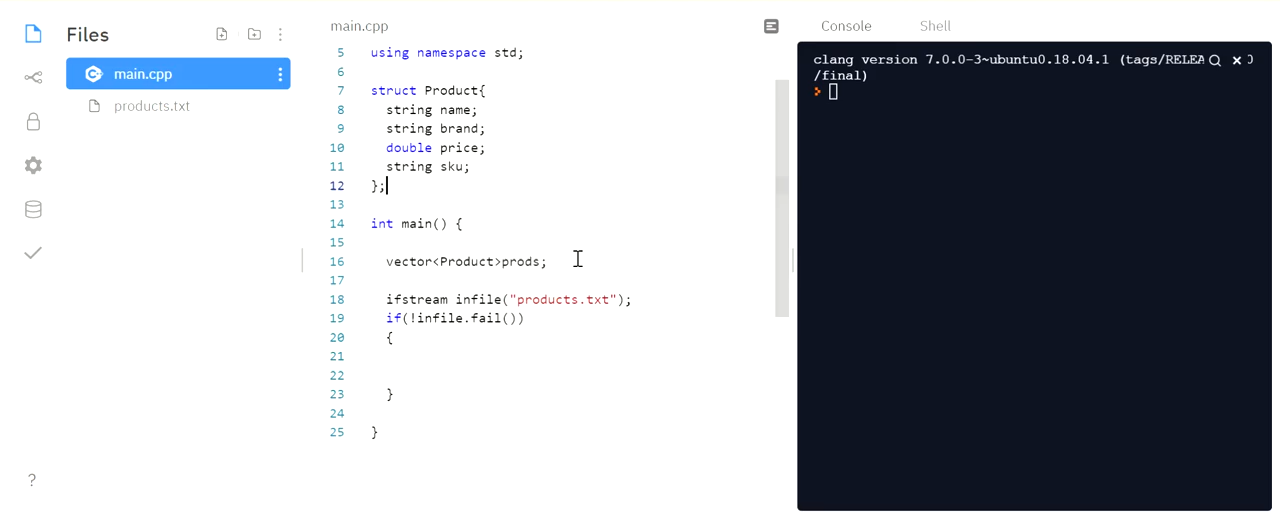 Files
main.cpp
products.txt
?
main.cpp
5 using namespace std;
6
7 struct Product{
8 string name;
9 string brand;
10 double price;
11 string sku;
12 };
13
14 int main() {
15
16 vector<Product>prods;
17
18 ifstream infile("products.txt");
19 if(!infile.fail())
20 {
21
22
23 }
24
25 }
Console Shell
clang version 7.0.0-3~ubuntu0.18.04.1 (tags/RELEA
/final)